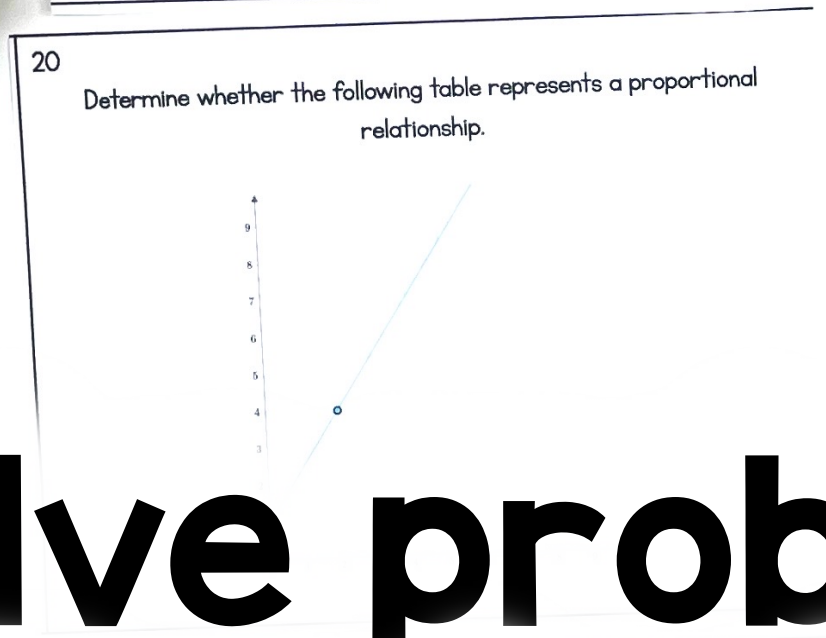 20
Determine whether the following table represents a proportional
relationship.
9
8
7
6
5
4
3
lve prob